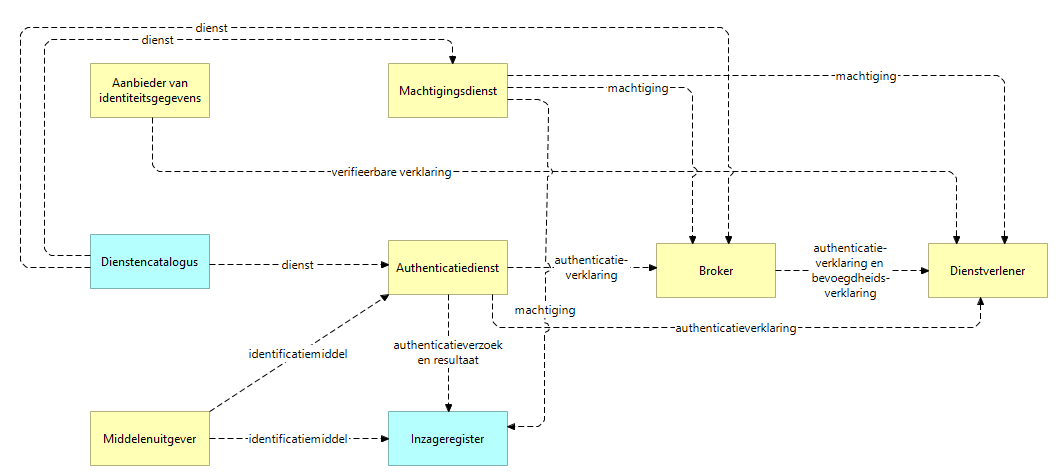 dienst
dienst
Aanbieder van
identiteitsgegevens
Machtigingsdienst
machtiging
machtiging
verifieerbare verklaring
Dienstencatalogus
dienst
Authenticatiedienst
authenticatie-
verklaring
Broker
authenticatie-
verklaring en
bevoegdheids-
verklaring
Dienstverlener
machtiging
authenticatieverklaring
identificatiemiddel
authenticatieverzoek
en resultaat
Middelenuitgever
identificatiemiddel
Inzageregister